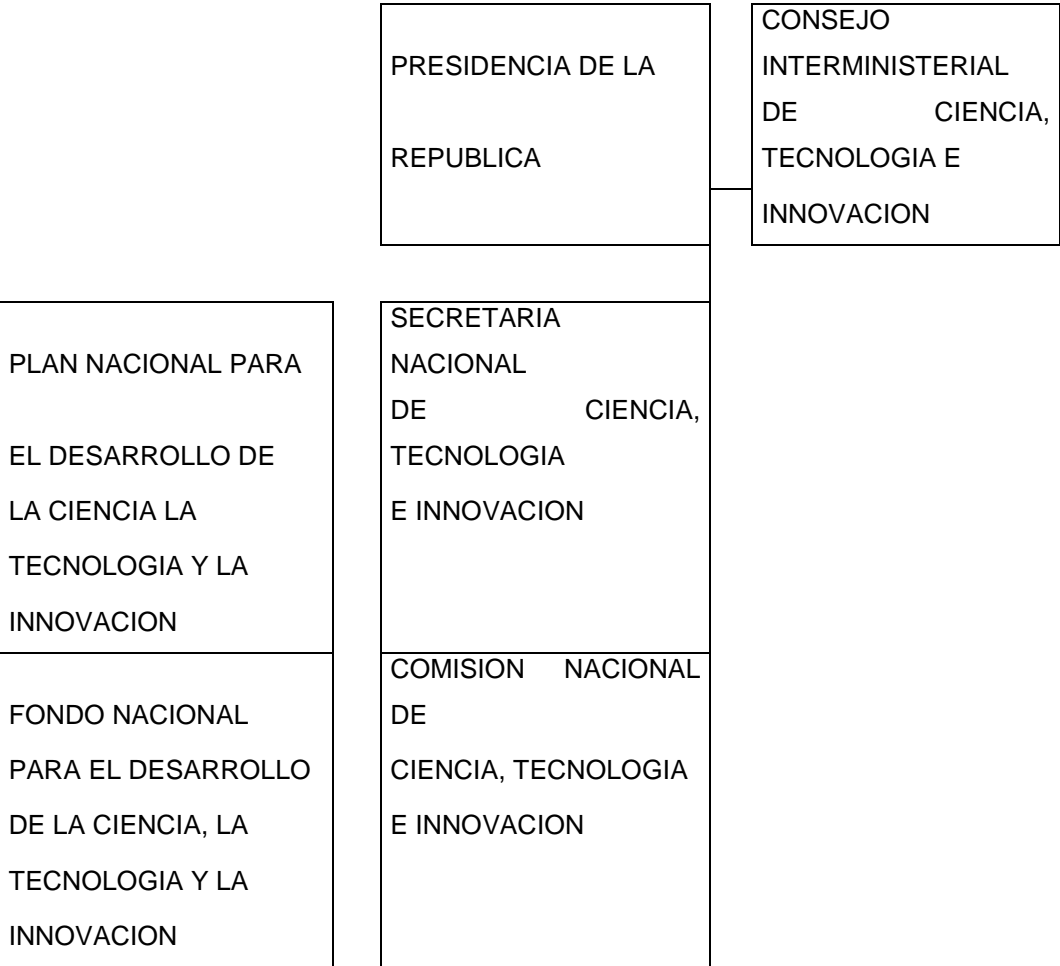 PRESIDENCIA DE LA
REPUBLICA
CONSEJO
INTERMINISTERIAL
DE CIENCIA,
TECNOLOGIA E
INNOVACION
PLAN NACIONAL PARA
EL DESARROLLO DE
LA CIENCIA LA
TECNOLOGIA Y LA
INNOVACION
SECRETARIA
NACIONAL
DE CIENCIA,
TECNOLOGIA
E INNOVACION
FONDO NACIONAL
PARA EL DESARROLLO
DE LA CIENCIA, LA
TECNOLOGIA Y LA
INNOVACION
COMISION NACIONAL
DE
CIENCIA, TECNOLOGIA
E INNOVACION